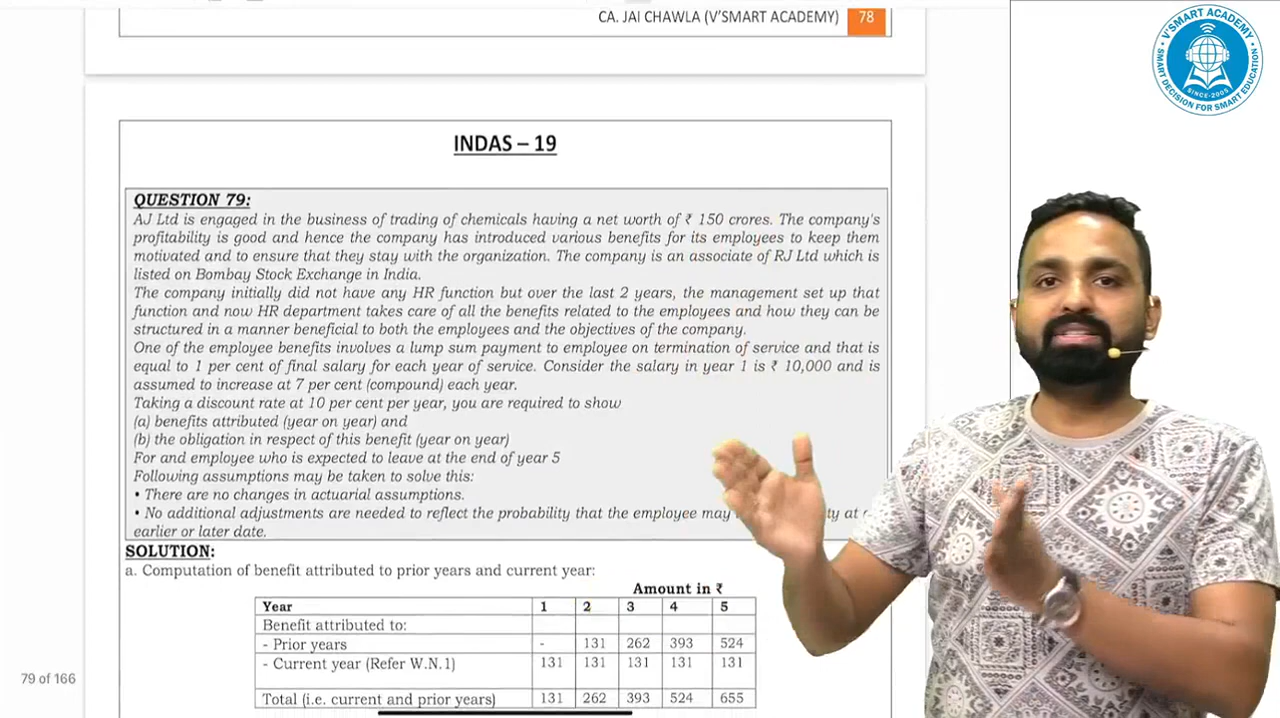 CA. JAI CHAWLA (V'SMART ACADEMY) 78
V'SMART ACADEMY
SMART DECISION FOR SMART EDUCATION
SINCE-2005
INDAS – 19
QUESTION 79:
AJ Ltd is engaged in the business of trading of chemicals having a net worth of ₹ 150 crores. The company's
profitability is good and hence the company has introduced various benefits for its employees to keep them
motivated and to ensure that they stay with the organization. The company is an associate of RJ Ltd which is
listed on Bombay Stock Exchange in India.
The company initially did not have any HR function but over the last 2 years, the management set up that
function and now HR department takes care of all the benefits related to the employees and how they can be
structured in a manner beneficial to both the employees and the objectives of the company.
One of the employee benefits involves a lump sum payment to employee on termination of service and that is
equal to 1 per cent of final salary for each year of service. Consider the salary in year 1 is ₹ 10,000 and is
assumed to increase at 7 per cent (compound) each year.
Taking a discount rate at 10 per cent per year, you are required to show
(a) benefits attributed (year on year) and
(b) the obligation in respect of this benefit (year on year)
For and employee who is expected to leave at the end of year 5
Following assumptions may be taken to solve this:
• There are no changes in actuarial assumptions.
• No additional adjustments are needed to reflect the probability that the employee may
earlier or later date.
SOLUTION:
a. Computation of benefit attributed to prior years and current year:
Amount in ₹
Year 1 2 3 4 5
Benefit attributed to:
- Prior years - 131 262 393 524
- Current year (Refer W.N.1) 131 131 131 131 131
Total (i.e. current and prior years) 131 262 393 524 655
79 of 166